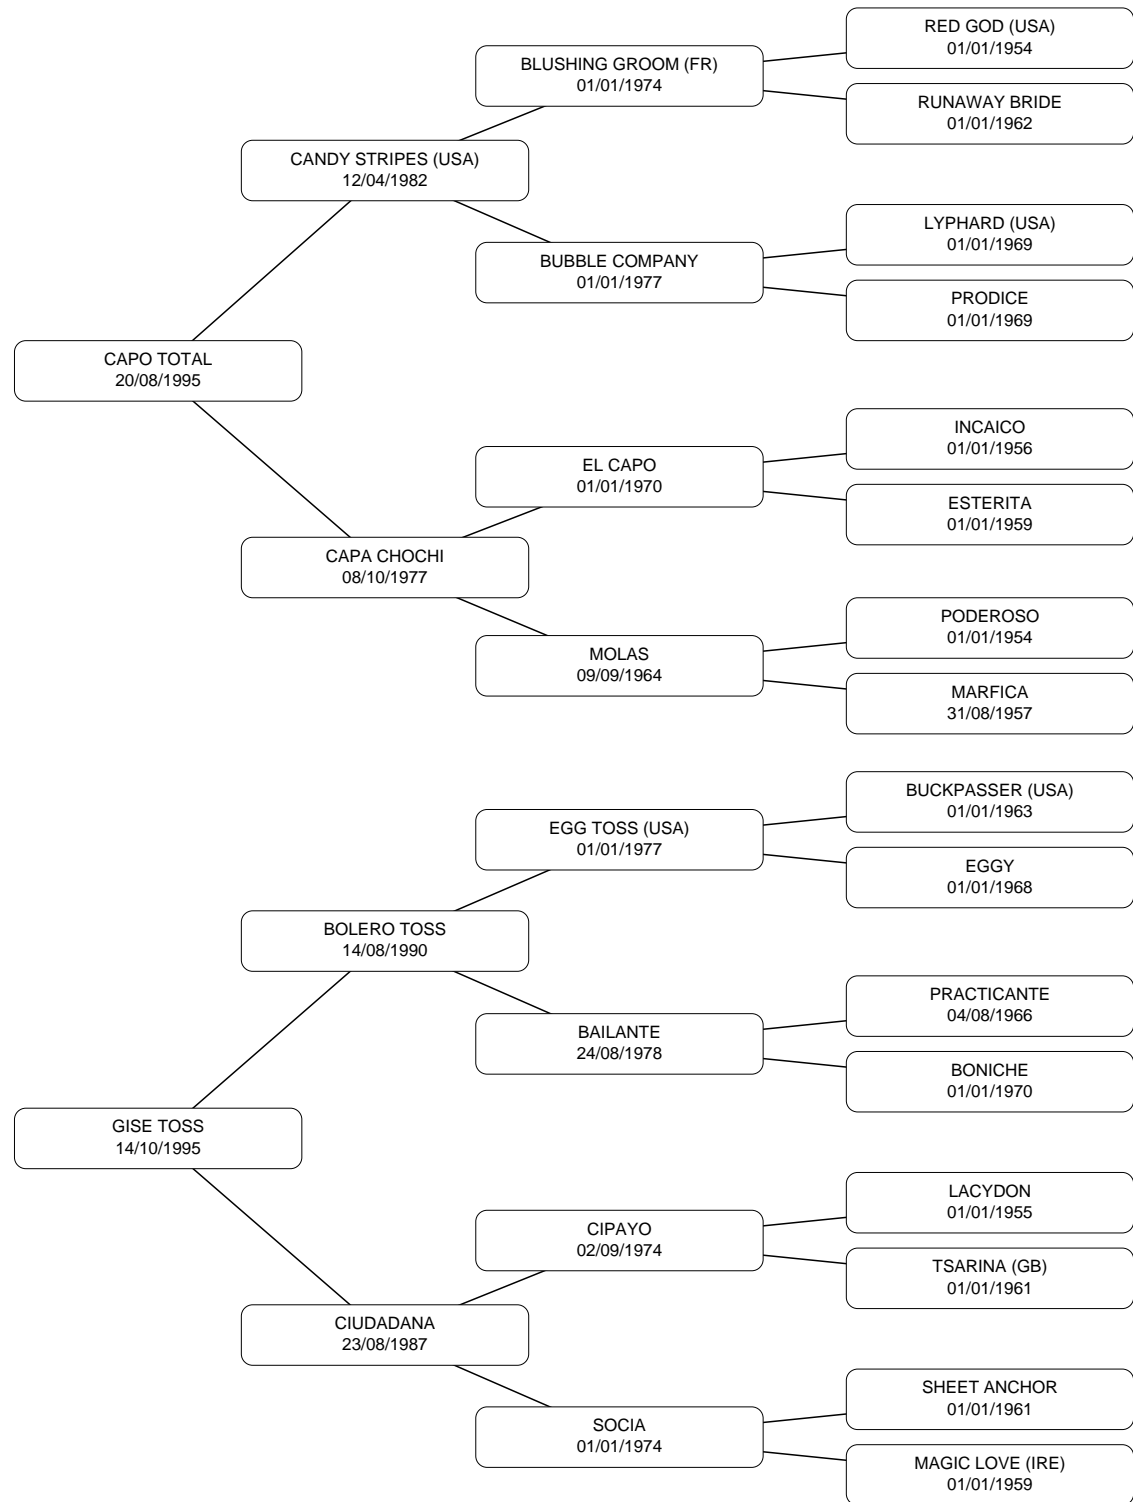 RED GOD (USA)
01/01/1954
BLUSHING GROOM (FR)
01/01/1974
RUNAWAY BRIDE
01/01/1962
CANDY STRIPES (USA)
12/04/1982
LYPHARD (USA)
01/01/1969
BUBBLE COMPANY
01/01/1977
PRODICE
01/01/1969
CAPO TOTAL
20/08/1995
INCAICO
01/01/1956
EL CAPO
01/01/1970
ESTERITA
01/01/1959
CAPA CHOCHI
08/10/1977
PODEROSO
01/01/1954
MOLAS
09/09/1964
MARFICA
31/08/1957
BUCKPASSER (USA)
01/01/1963
EGG TOSS (USA)
01/01/1977
EGGY
01/01/1968
BOLERO TOSS
14/08/1990
PRACTICANTE
04/08/1966
BAILANTE
24/08/1978
BONICHE
01/01/1970
GISE TOSS
14/10/1995
LACYDON
01/01/1955
CIPAYO
02/09/1974
TSARINA (GB)
01/01/1961
CIUDADANA
23/08/1987
SHEET ANCHOR
01/01/1961
SOCIA
01/01/1974
MAGIC LOVE (IRE)
01/01/1959